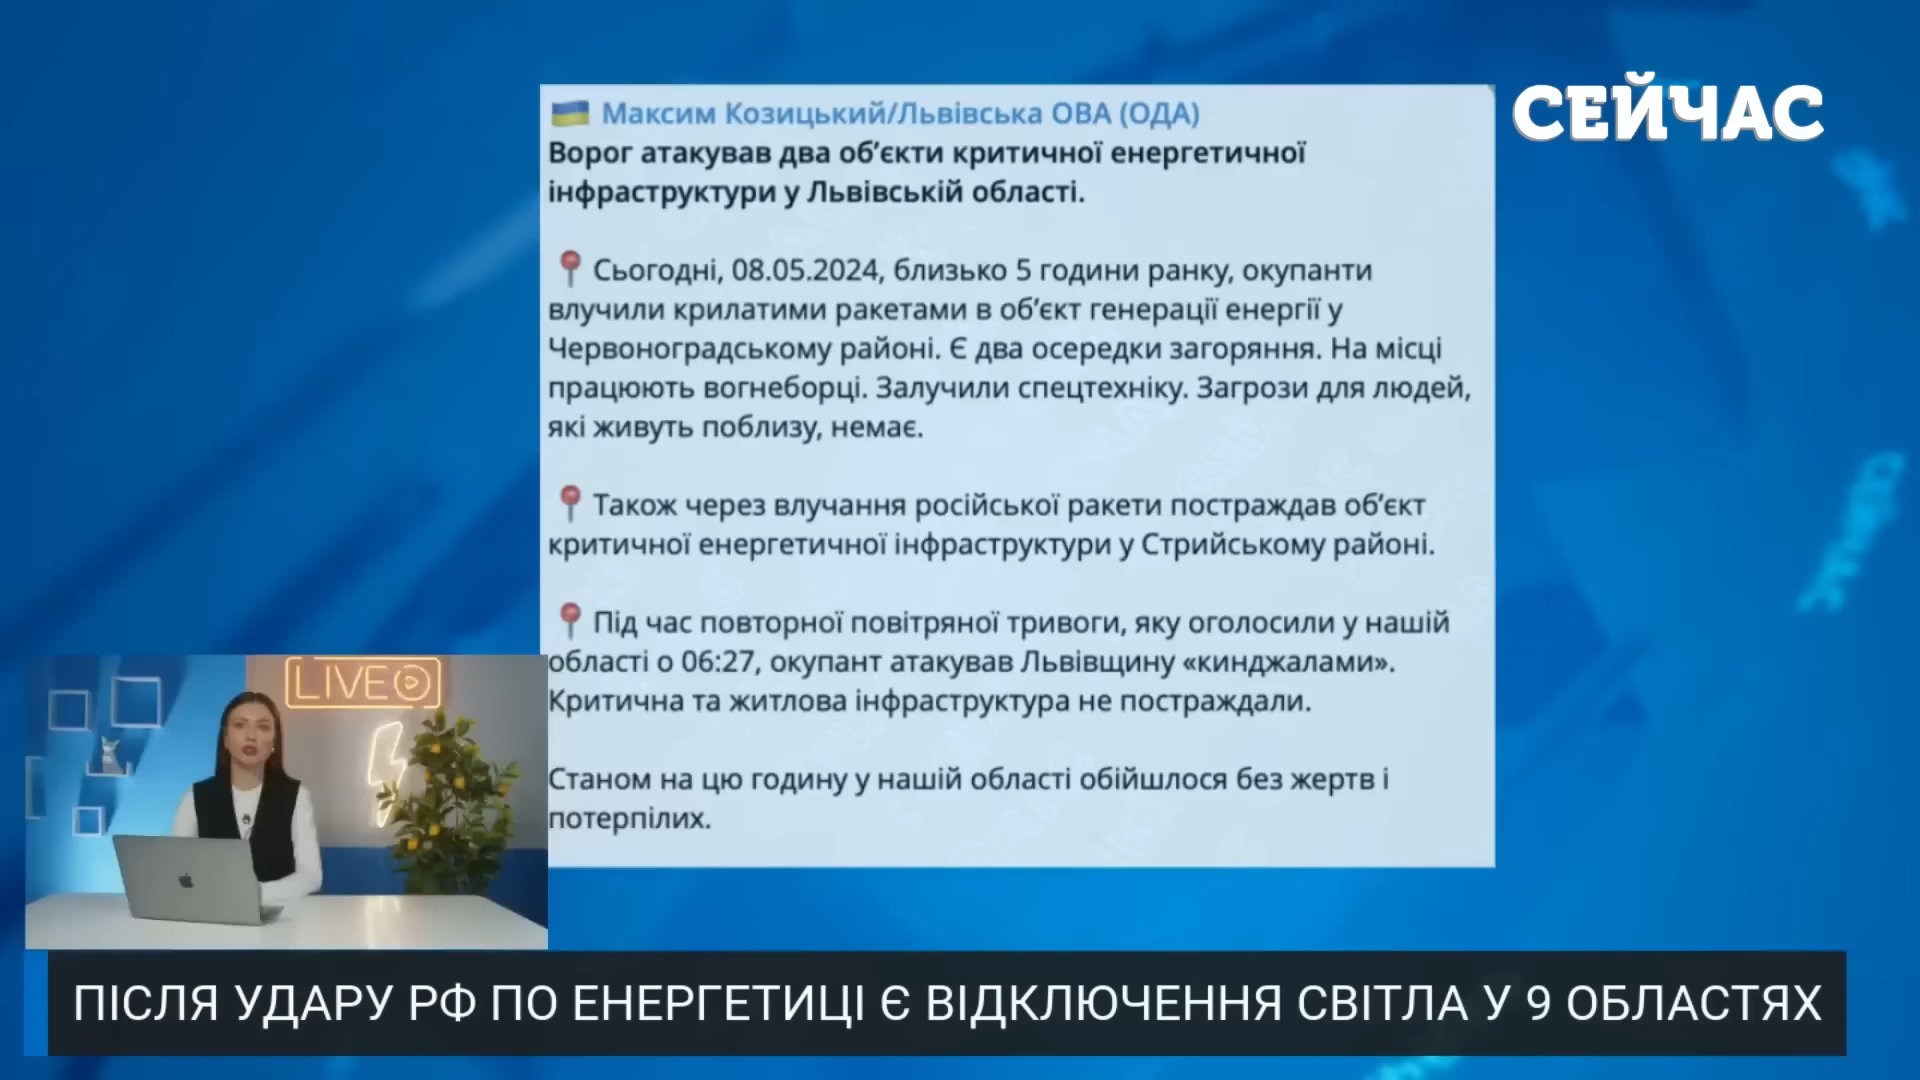 СЕЙЧАС
Максим Козицький/Львівська ОВА (ОДА)
Ворог атакував два об’єкти критичної енергетичної
інфраструктури у Львівській області.
Сьогодні, 08.05.2024, близько 5 години ранку, окупанти
влучили крилатими ракетами в об’єкт генерації енергії у
Червоноградському районі. Є два осередки загоряння. На місці
працюють вогнеборці. Залучили спецтехніку. Загрози для людей,
які живуть поблизу, немає.
Також через влучання російської ракети постраждав об’єкт
критичної енергетичної інфраструктури у Стрийському районі.
Під час повторної повітряної тривоги, яку оголосили у нашій
області о 06:27, окупант атакував Львівщину «кинджалами».
Критична та житлова інфраструктура не постраждали.
Станом на цю годину у нашій області обійшлося без жертв і
потерпілих.
LIVE
ПІСЛЯ УДАРУ РФ ПО ЕНЕРГЕТИЦІ Є ВІДКЛЮЧЕННЯ СВІТЛА У 9 ОБЛАСТЯХ